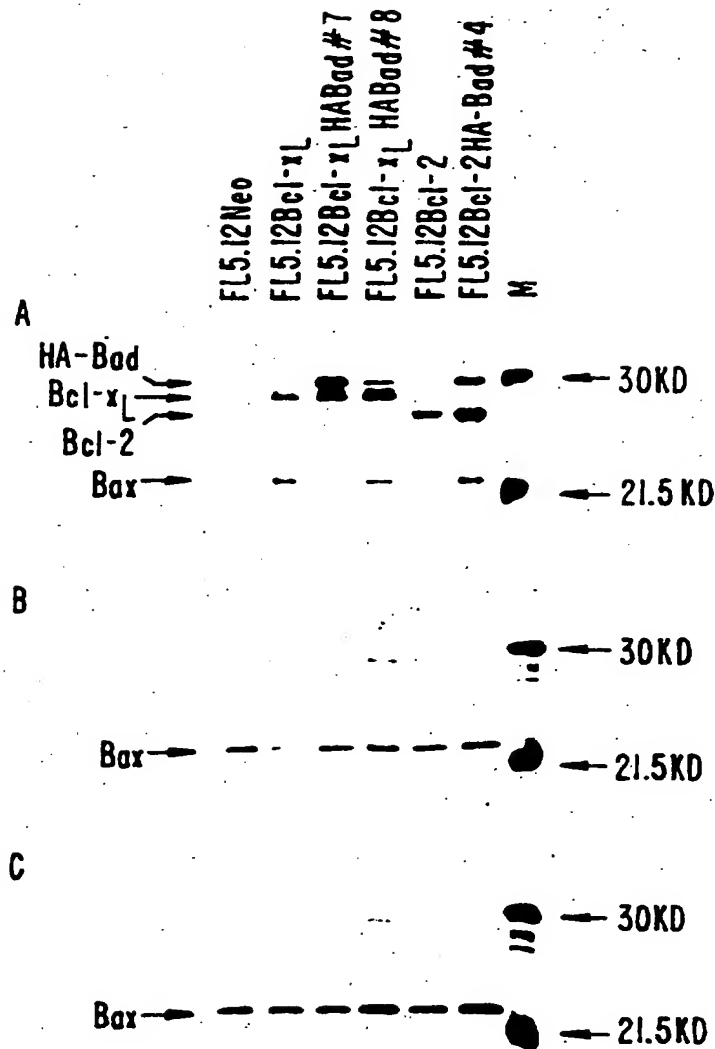 FL5.12Neo
FL5.12Bcl-xL
FL5.12Bcl-xL HABad#7
FL5.12Bcl-xL HABad#8
FL5.12Bcl-2
FL5.12Bcl-2HA-Bad#4
M
A
HA-Bad
Bcl-xL
Bcl-2
Bax
30KD
21.5KD
B
30KD
Bax
21.5KD
C
30KD
Bax
21.5KD